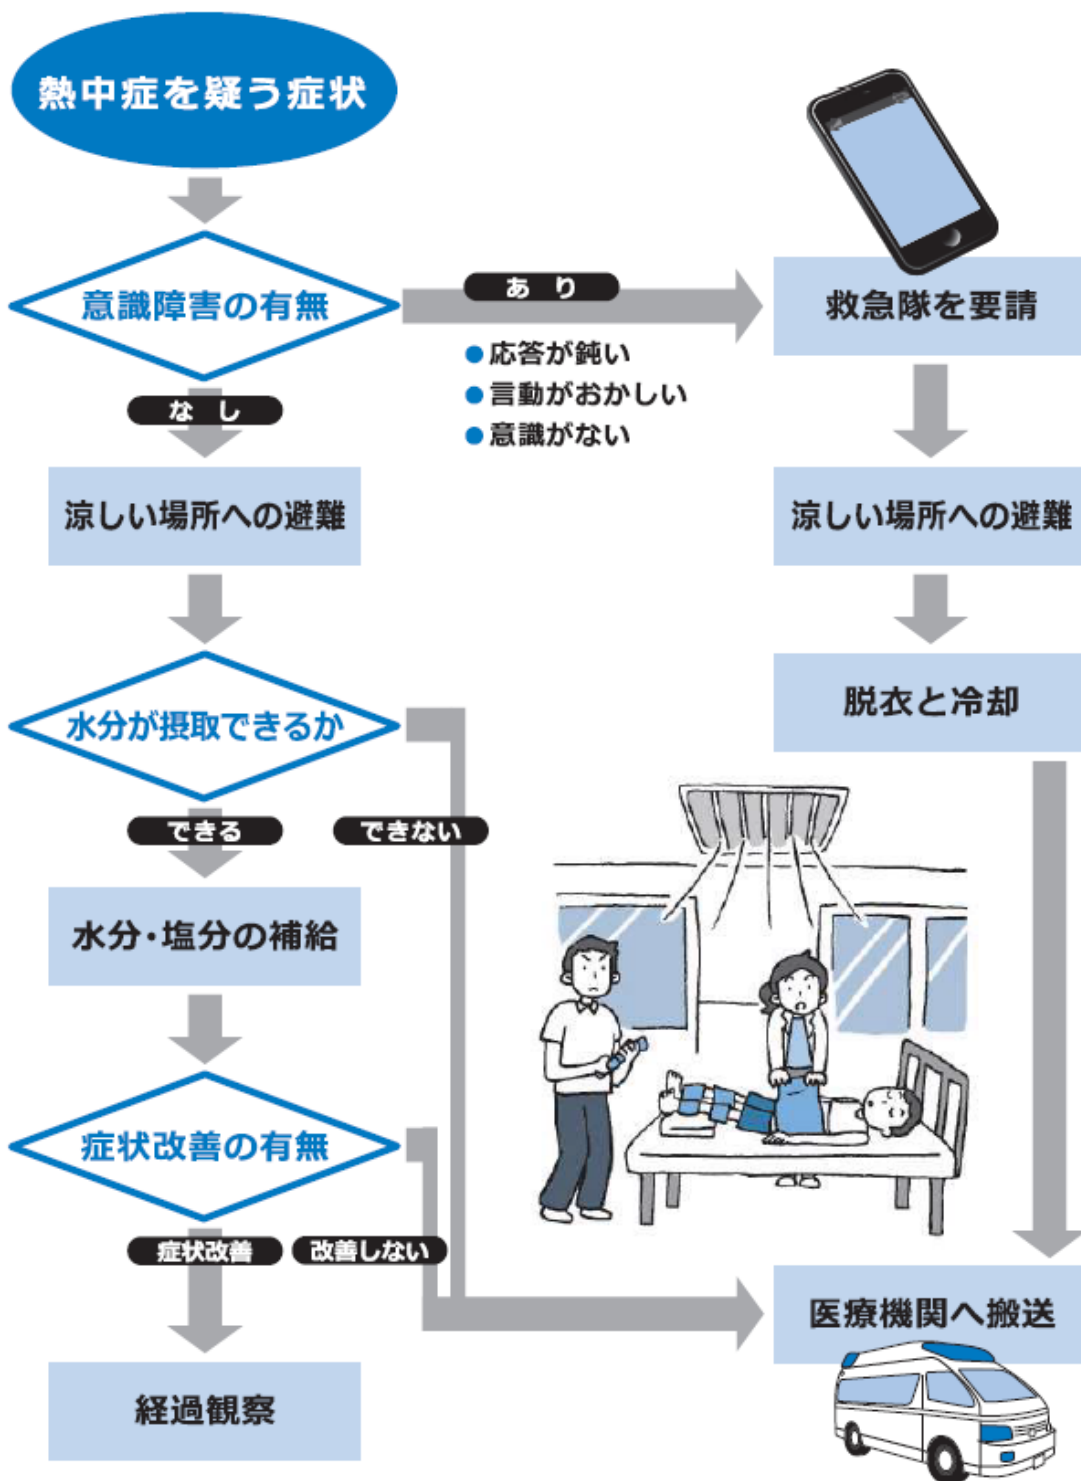 熱中症を疑う症状
意識障害の有無
あり
救急隊を要請
●応答が鈍い
●言動がおかしい
●意識がない
なし
涼しい場所への避難
涼しい場所への避難
水分が摂取できるか
脱衣と冷却
できる
できない
水分・塩分の補給
症状改善の有無
症状改善
改善しない
医療機関へ搬送
経過観察